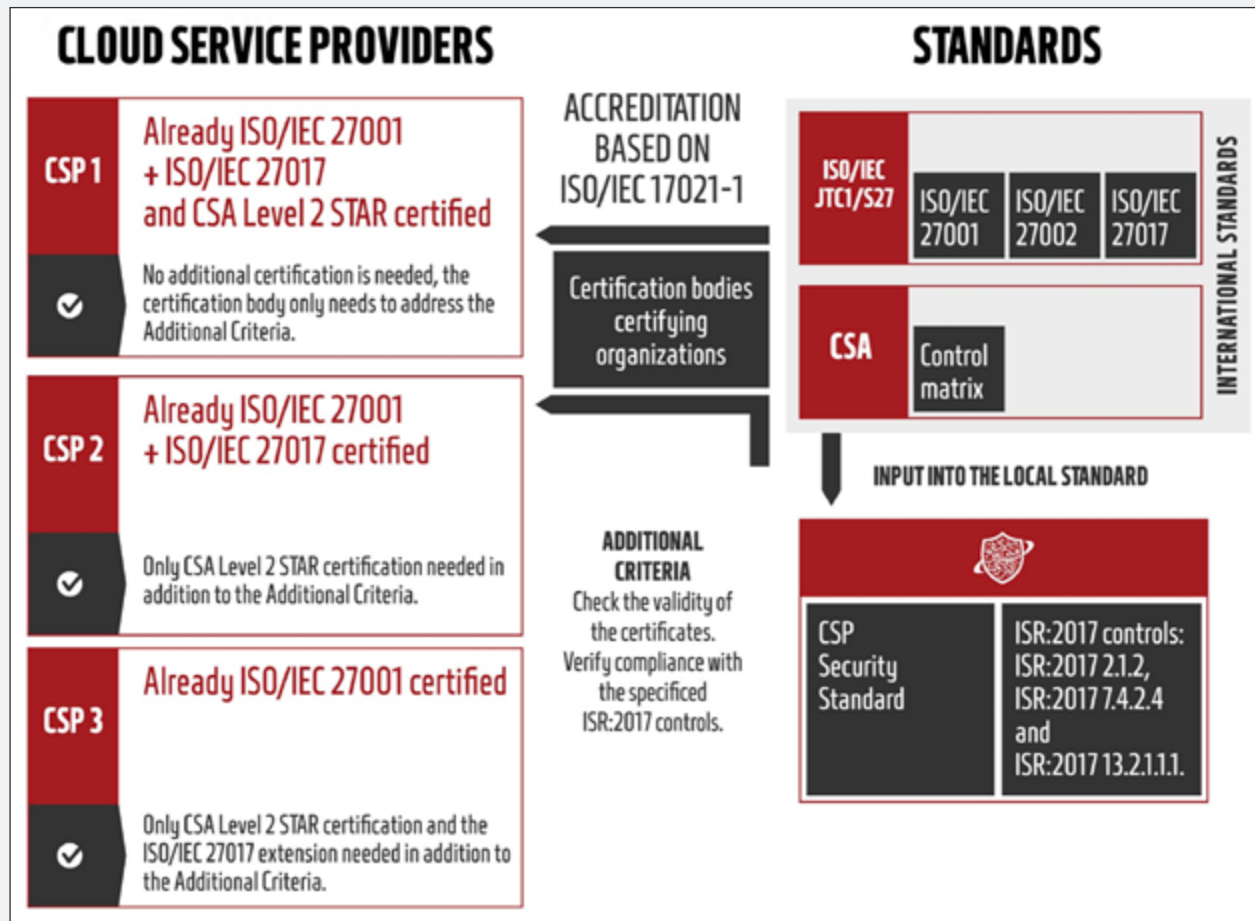 CLOUD SERVICE PROVIDERS
CSP 1
Already ISO/IEC 27001
+ ISO/IEC 27017
and CSA Level 2 STAR certified
No additional certification is needed, the
certification body only needs to address the
Additional Criteria.
CSP 2
Already ISO/IEC 27001
+ ISO/IEC 27017 certified
Only CSA Level 2 STAR certification needed in
addition to the Additional Criteria.
CSP 3
Already ISO/IEC 27001 certified
Only CSA Level 2 STAR certification and the
ISO/IEC 27017 extension needed in addition to
the Additional Criteria.
ACCREDITATION
BASED ON
ISO/IEC 17021-1
Certification bodies
certifying
organizations
ADDITIONAL
CRITERIA
Check the validity of
the certificates.
Verify compliance with
the specificed
ISR:2017 controls.
STANDARDS
ISO/IEC
JTC1/S27
ISO/IEC
27001
ISO/IEC
27002
ISO/IEC
27017
CSA
Control
matrix
INTERNATIONAL STANDARDS
INPUT INTO THE LOCAL STANDARD
CSP
Security
Standard
ISR:2017 controls:
ISR:2017 2.1.2,
ISR:2017 7.4.2.4
and
ISR:2017 13.2.1.1.1.